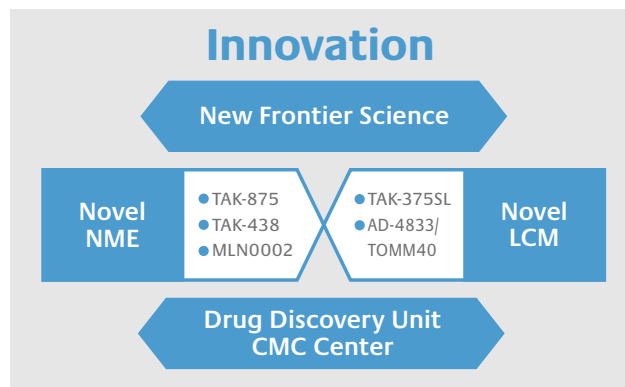 Innovation
New Frontier Science
Novel
NME
● TAK-875
● TAK-438
● MLN0002
● TAK-375SL
● AD-4833/
TOMM40
Novel
LCM
Drug Discovery Unit
CMC Center